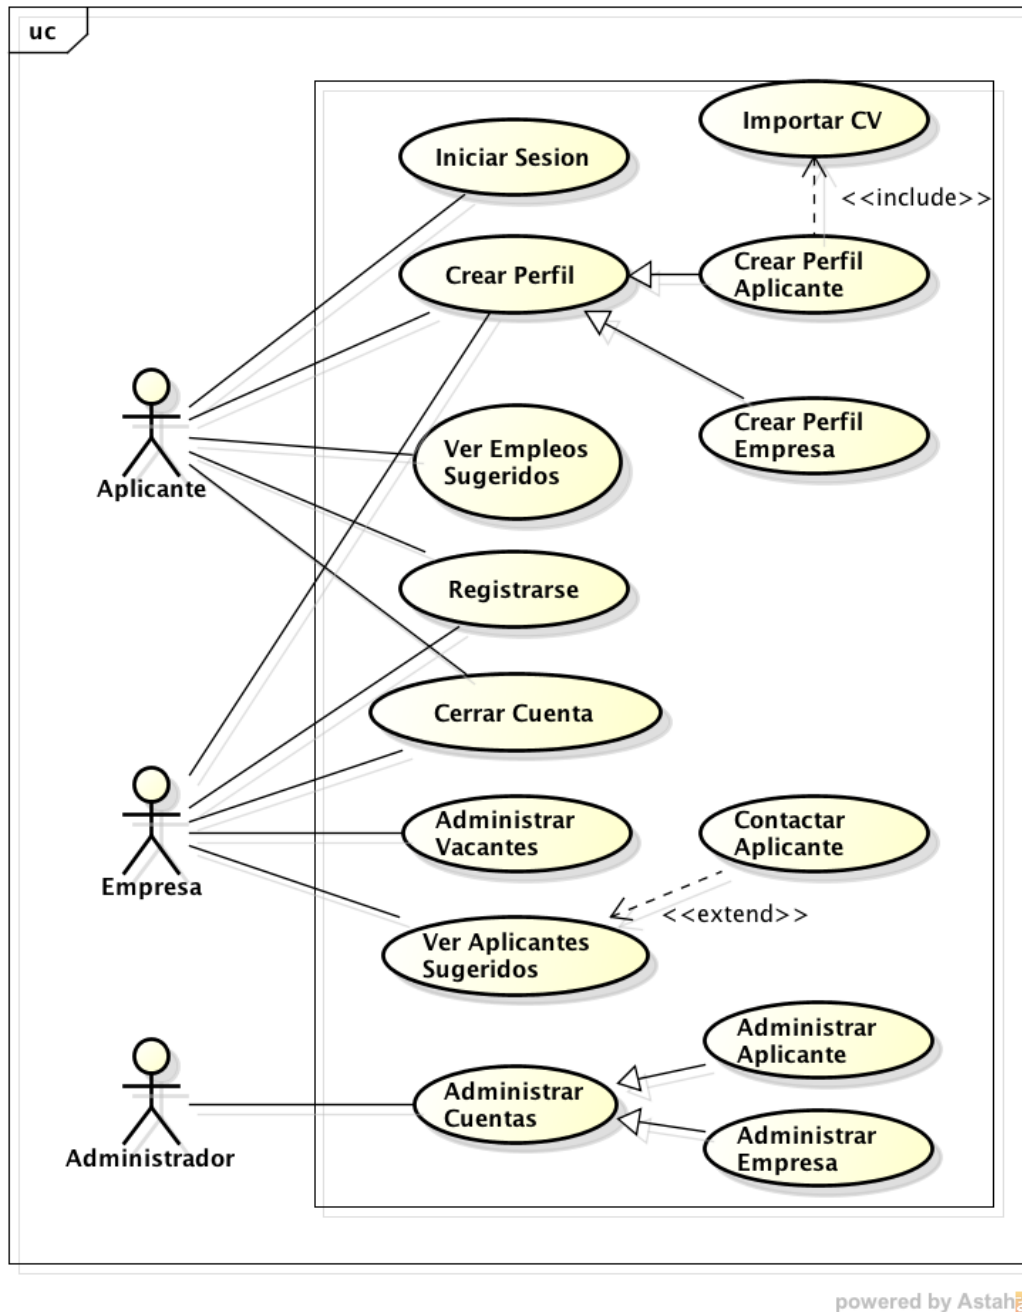 uc
Importar CV
Iniciar Sesion
<<include>>
Crear Perfil
Crear Perfil
Aplicante
Ver Empleos
Sugeridos
Crear Perfil
Empresa
Aplicante
Registrarse
Cerrar Cuenta
Administrar
Vacantes
Contactar
Aplicante
Empresa
<<extend>>
Ver Aplicantes
Sugeridos
Administrar
Aplicante
Administrar
Cuentas
Administrar
Empresa
Administrador
powered by Astah